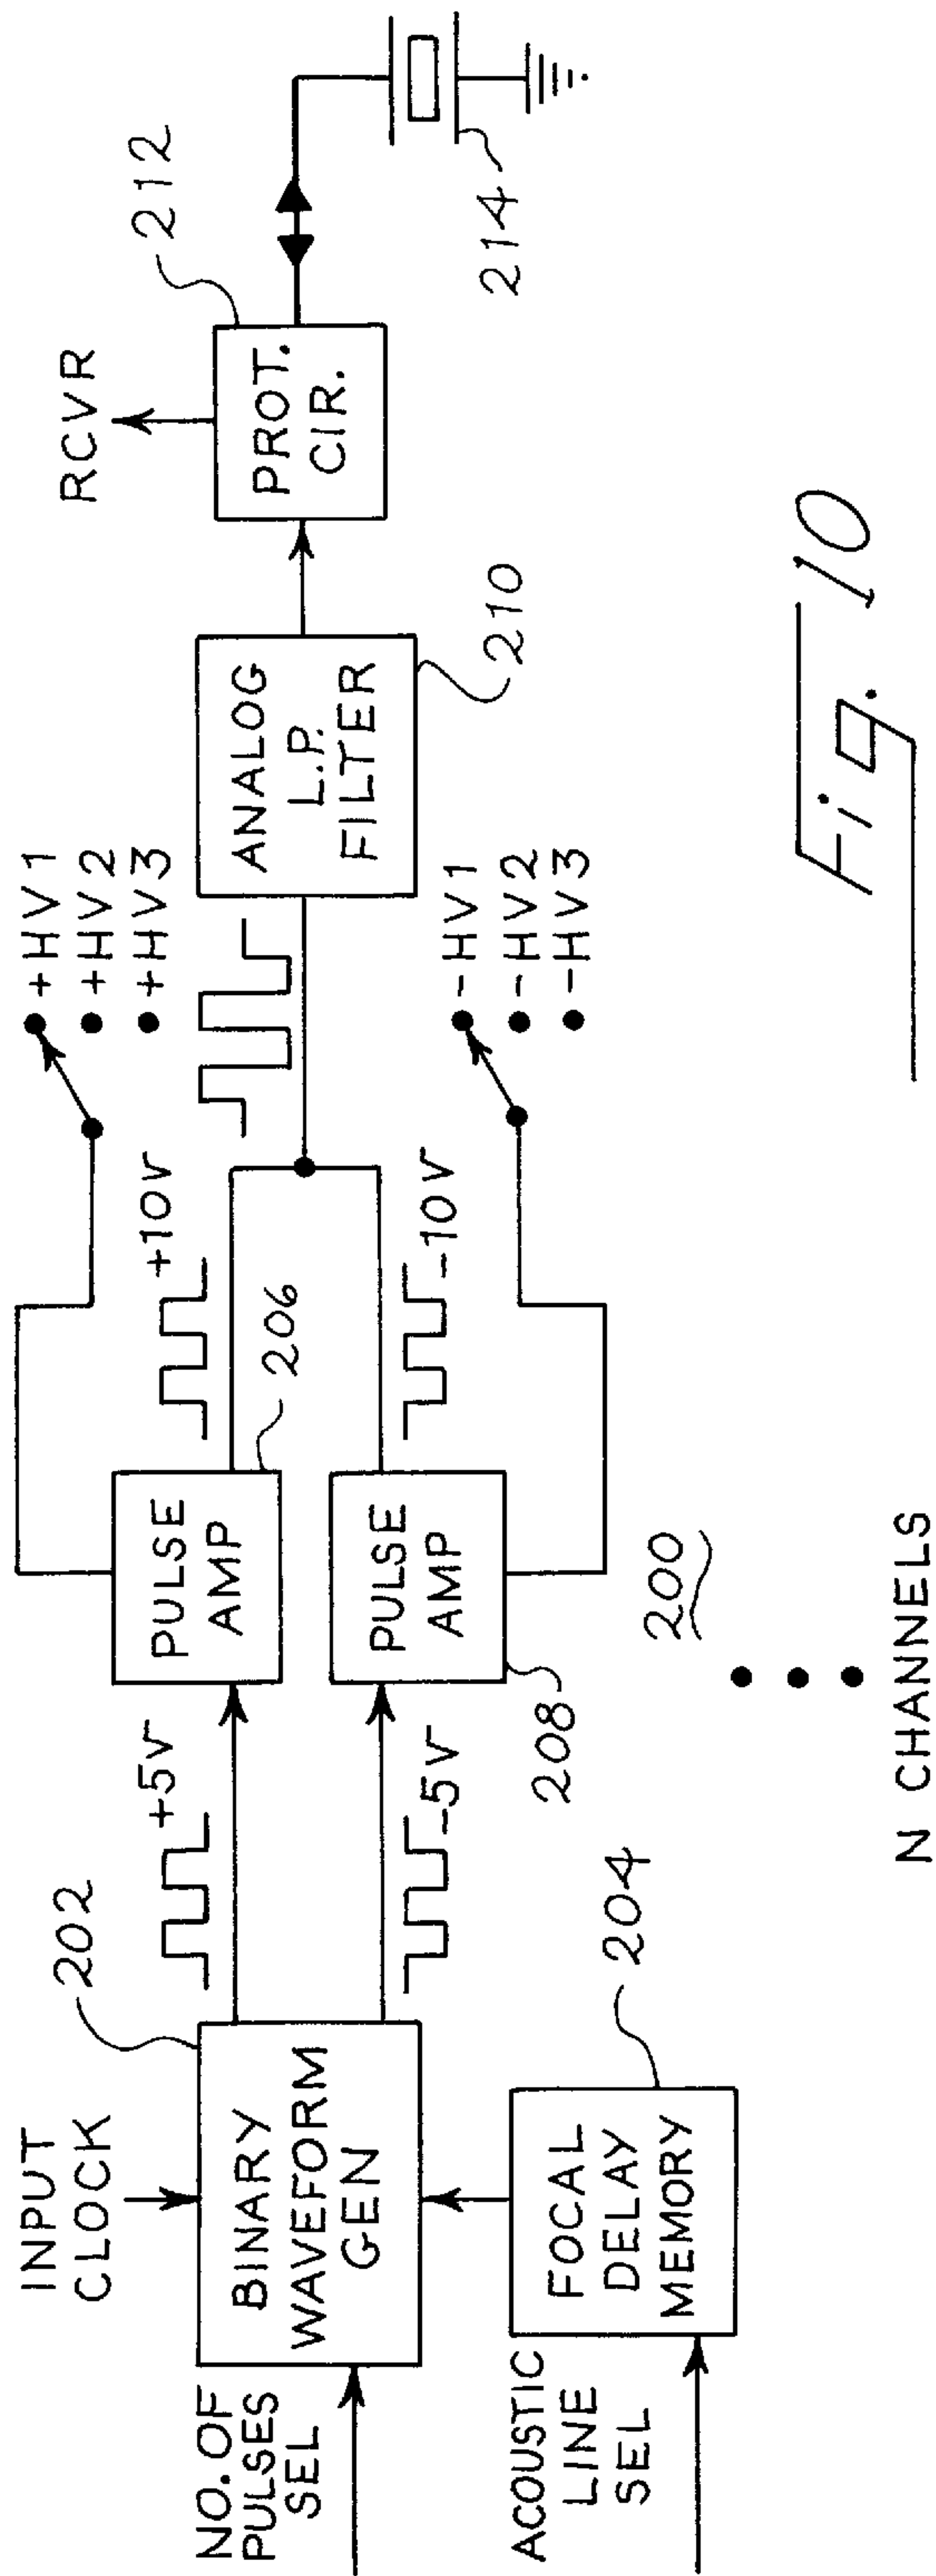 INPUT
CLOCK
NO. OF
PULSES
SEL
BINARY
WAVEFORM
GEN
202
ACOUSTIC
LINE
SEL
FOCAL
DELAY
MEMORY
204
+5V
-5V
PULSE
AMP
206
PULSE
AMP
208
+10V
-10V
+HV1
+HV2
+HV3
-HV1
-HV2
-HV3
ANALOG
L.P.
FILTER
210
RCVR
PROT.
CIR.
212
214
200
N CHANNELS
Fig. 10